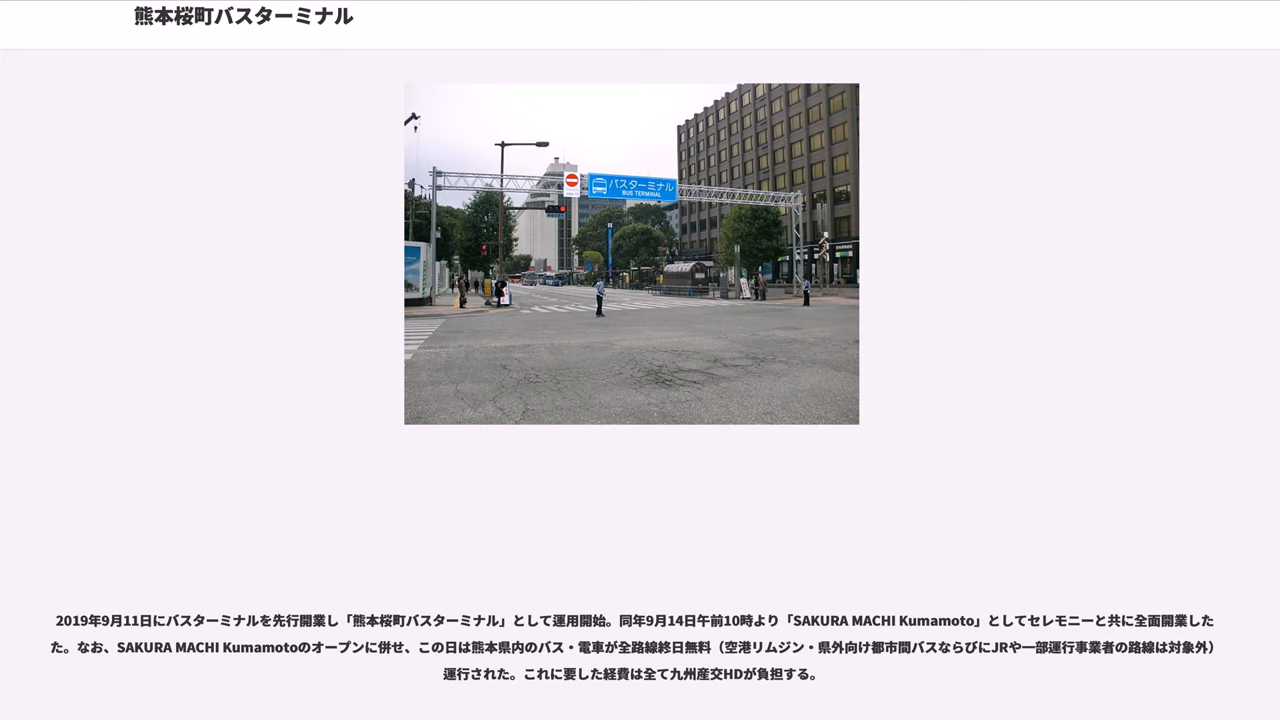 熊本桜町バスターミナル
バスターミナル
BUS TERMINAL
2019年9月11日にバスターミナルを先行開業し「熊本桜町バスターミナル」として運用開始。同年9月14日午前10時より「SAKURA MACHI Kumamoto」としてセレモニーと共に全面開業した
た。なお、SAKURA MACHI Kumamotoのオープンに併せ、この日は熊本県内のバス・電車が全路線終日無料（空港リムジン・県外向け都市間バスならびにJRや一部運行事業者の路線は対象外）
運行された。これに要した経費は全て九州産交HDが負担する。